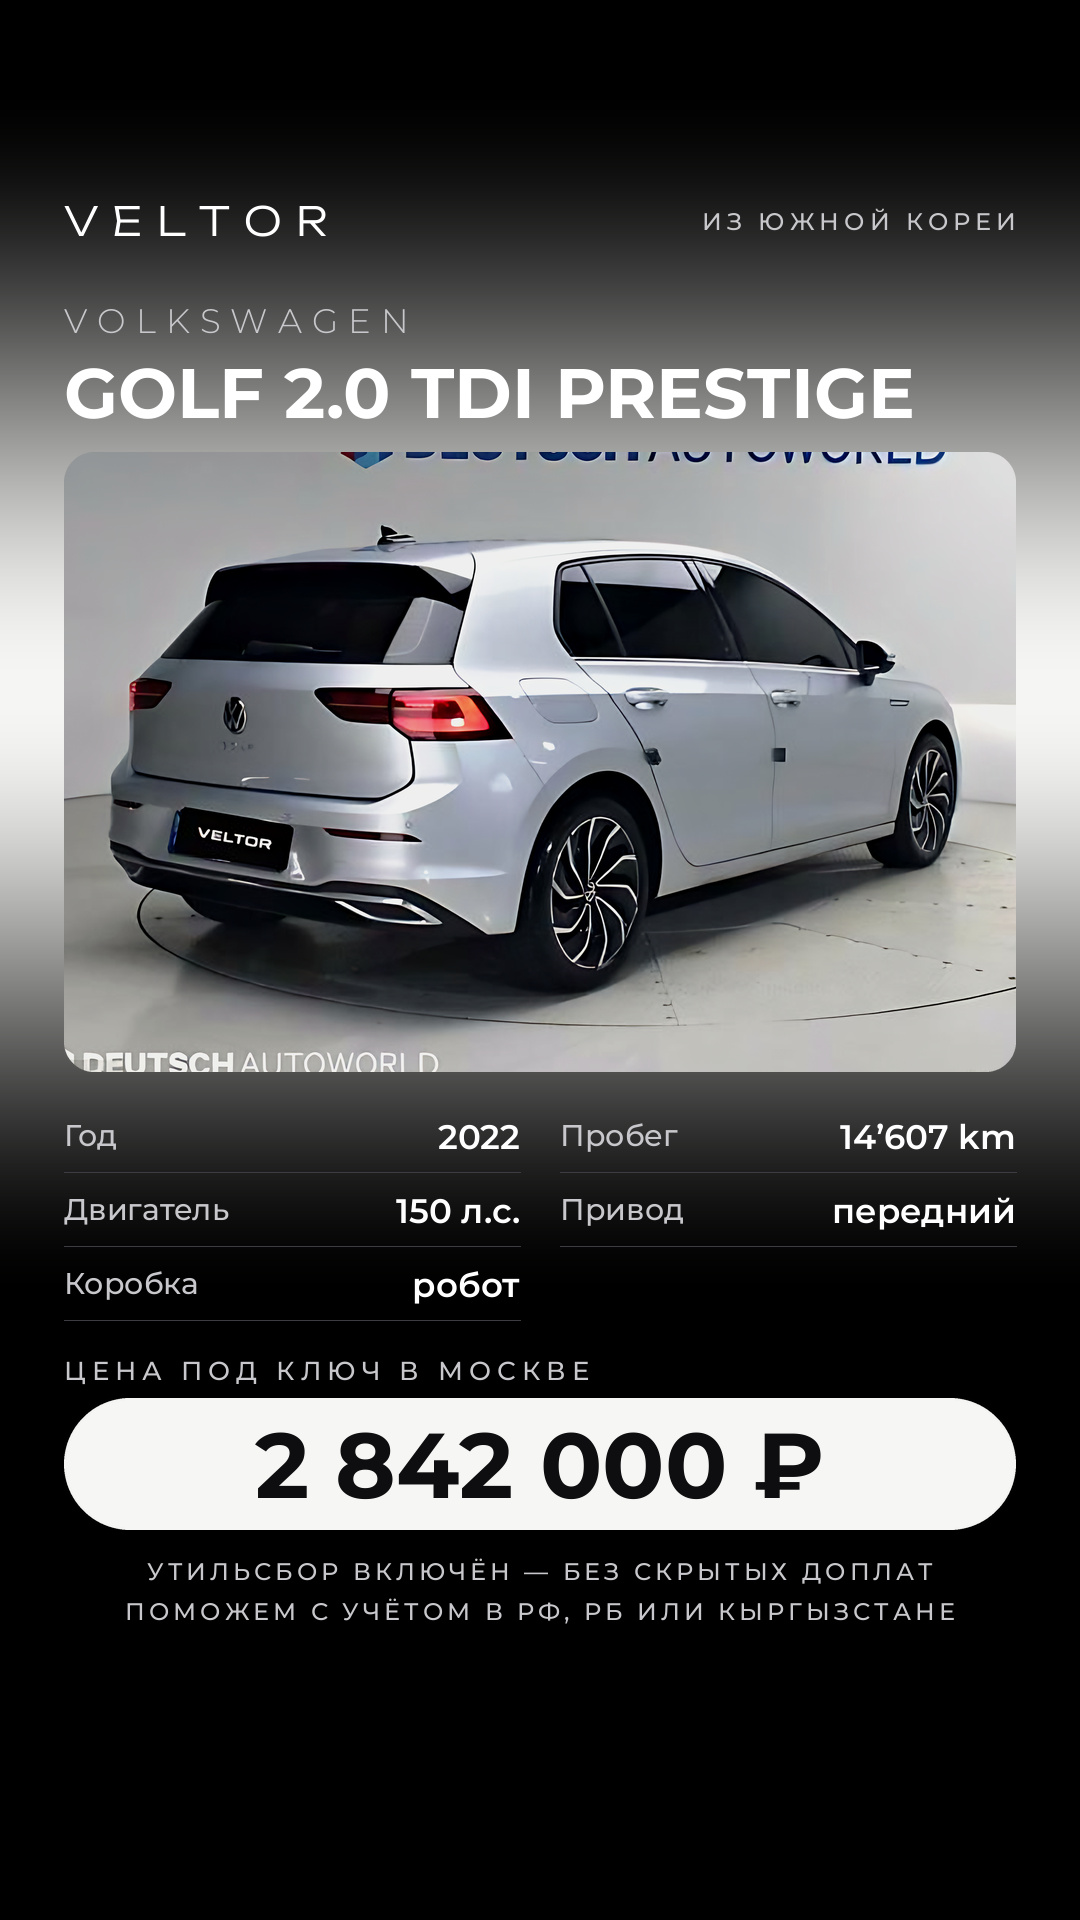 VELTOR
ИЗ ЮЖНОЙ КОРЕИ
VOLKSWAGEN
GOLF 2.0 TDI PRESTIGE
DEUTSCH AUTOWORLD
VELTOR
DEUTSCH AUTOWORLD
Год 2022 Пробег 14’607 km
Двигатель 150 л.с. Привод передний
Коробка робот
ЦЕНА ПОД КЛЮЧ В МОСКВЕ
2 842 000 ₽
УТИЛЬСБОР ВКЛЮЧЁН — БЕЗ СКРЫТЫХ ДОПЛАТ
ПОМОЖЕМ С УЧЁТОМ В РФ, РБ ИЛИ КЫРГЫЗСТАНЕ